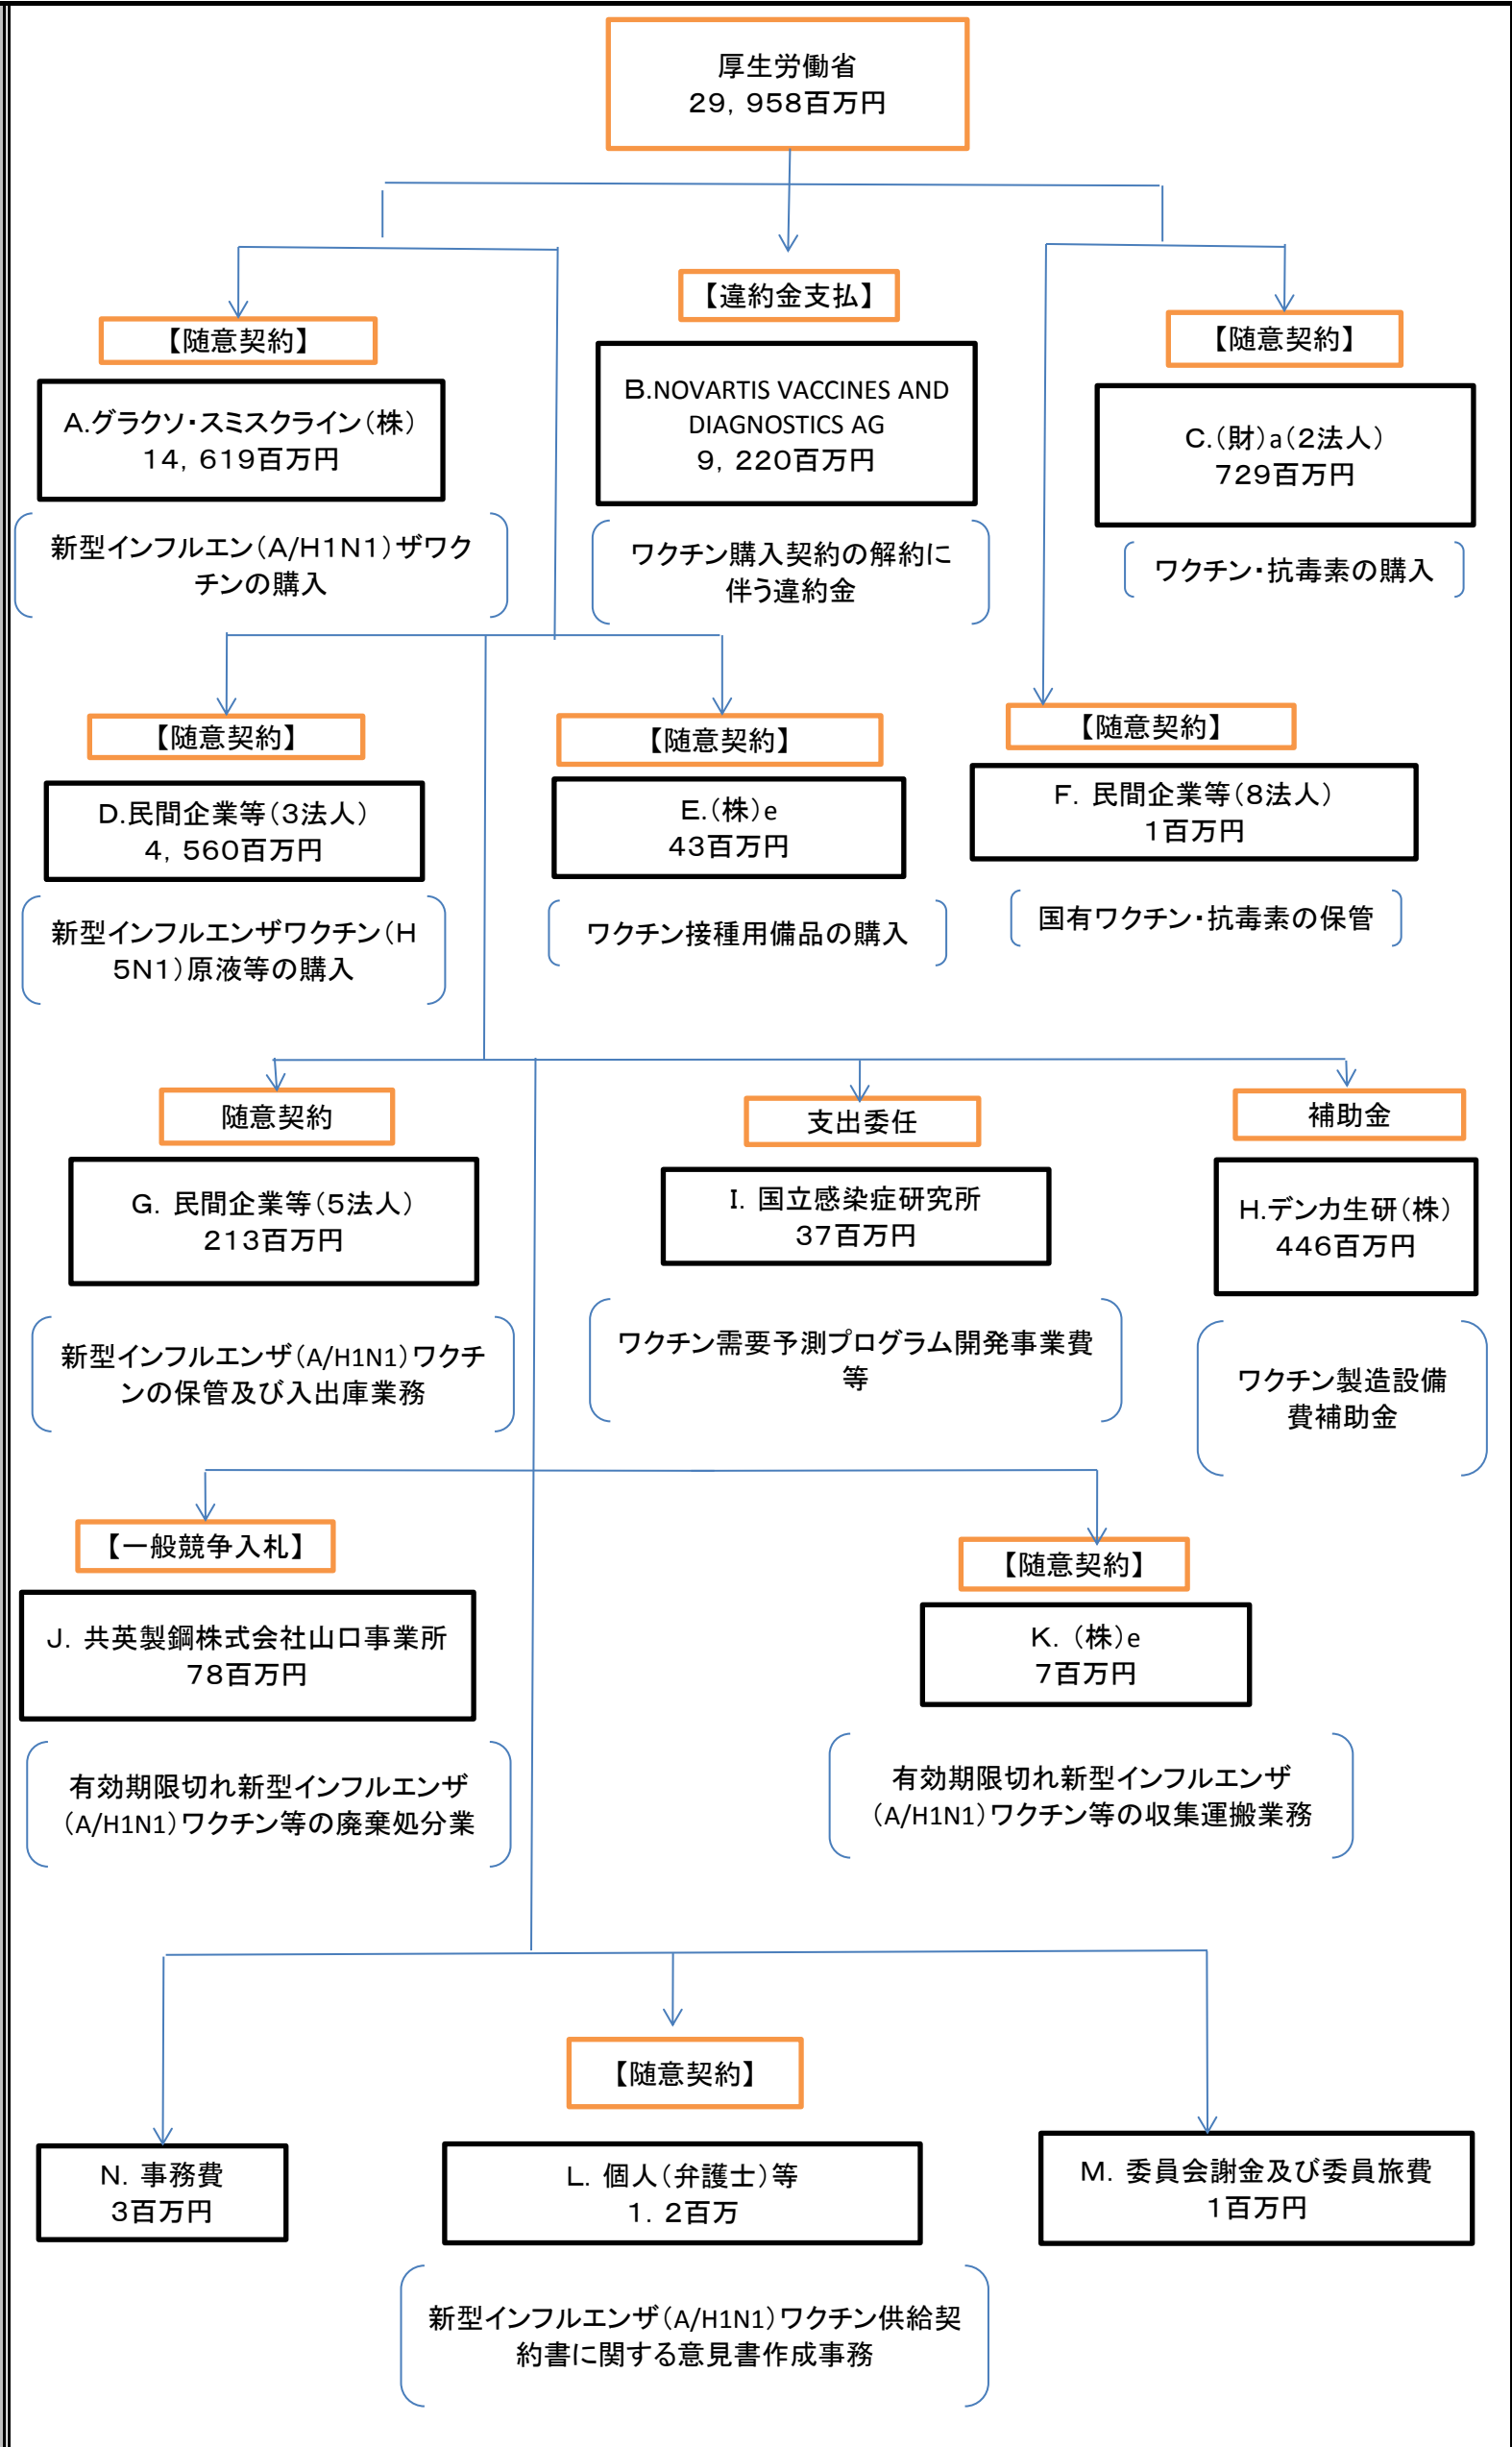 厚生労働省
29，958百万円
【違約金支払】
【随意契約】
【随意契約】
A.グラクソ・スミスクライン（株）
14，619百万円
B.NOVARTIS VACCINES AND
DIAGNOSTICS AG
9，220百万円
C.（財）a（2法人）
729百万円
新型インフルエン（A/H1N1）ザワク
チンの購入
ワクチン購入契約の解約に
伴う違約金
ワクチン・抗毒素の購入
【随意契約】
【随意契約】
【随意契約】
D.民間企業等（3法人）
4，560百万円
E.（株）e
43百万円
F．民間企業等（8法人）
1百万円
新型インフルエンザワクチン（H
5N1）原液等の購入
ワクチン接種用備品の購入
国有ワクチン・抗毒素の保管
随意契約
支出委任
補助金
G．民間企業等（5法人）
213百万円
I．国立感染症研究所
37百万円
H.デンカ生研（株）
446百万円
新型インフルエンザ（A/H1N1）ワクチ
ンの保管及び入出庫業務
ワクチン需要予測プログラム開発事業費
等
ワクチン製造設備
費補助金
【一般競争入札】
【随意契約】
J．共英製鋼株式会社山口事業所
78百万円
K．（株）e
7百万円
有効期限切れ新型インフルエンザ
（A/H1N1）ワクチン等の廃棄処分業
有効期限切れ新型インフルエンザ
（A/H1N1）ワクチン等の収集運搬業務
【随意契約】
N．事務費
3百万円
L．個人（弁護士）等
1．2百万
M．委員会謝金及び委員旅費
1百万円
新型インフルエンザ（A/H1N1）ワクチン供給契
約書に関する意見書作成事務